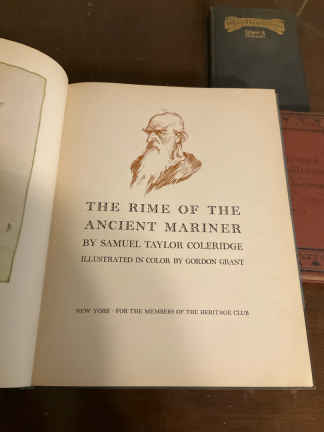 THE RIME OF THE
ANCIENT MARINER
BY SAMUEL TAYLOR COLERIDGE
ILLUSTRATED IN COLOR BY GORDON GRANT
NEW YORK · FOR THE MEMBERS OF THE HERITAGE CLUB